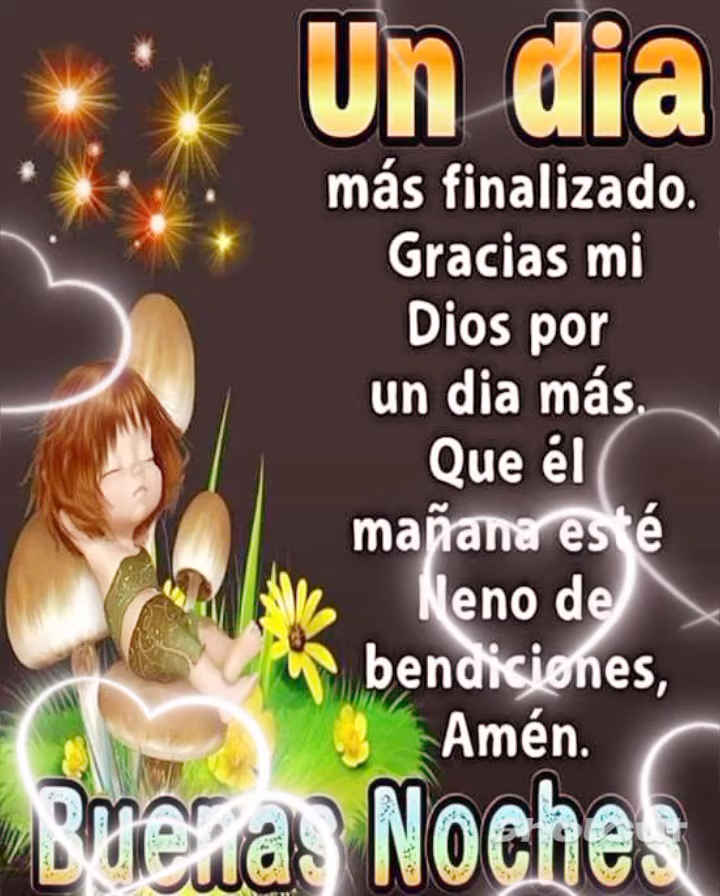 Un dia
más finalizado.
Gracias mi
Dios por
un dia más.
Que él
mañana esté
lleno de
bendiciones,
Amén.
Buenas Noches